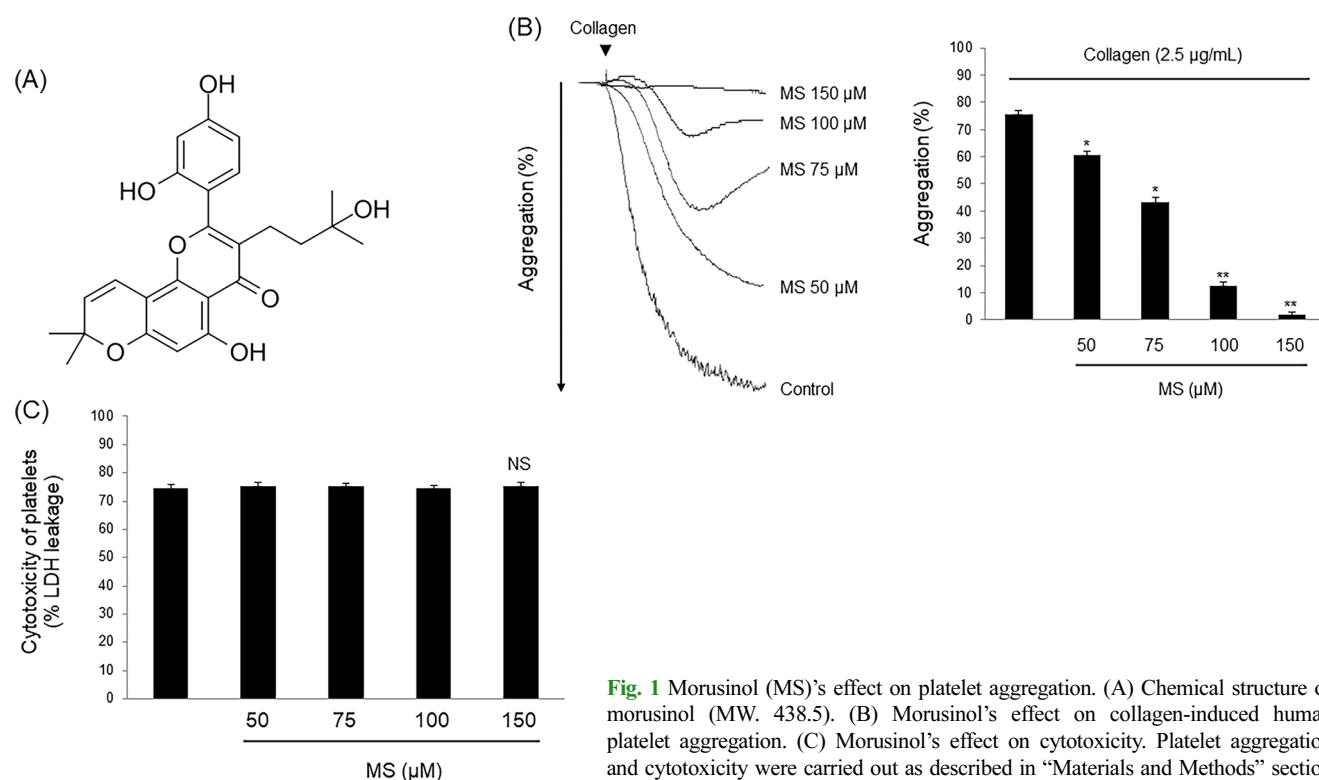 (A)
OH
HO
OH
O
O
O
OH
(B)
Collagen
Aggregation (%)
MS 150 µM
MS 100 µM
MS 75 µM
MS 50 µM
Control
Aggregation (%)
100
90
80
70
60
50
40
30
20
10
0
Collagen (2.5 µg/mL)
*
*
**
**
50 75 100 150
MS (µM)
(C)
Cytotoxicity of platelets
(% LDH leakage)
100
90
80
70
60
50
40
30
20
10
0
NS
50 75 100 150
MS (µM)
Fig. 1 Morusinol (MS)’s effect on platelet aggregation. (A) Chemical structure
morusinol (MW. 438.5). (B) Morusinol’s effect on collagen-induced
platelet aggregation. (C) Morusinol’s effect on cytotoxicity. Platelet
and cytotoxicity were carried out as described in “Materials and Methods”